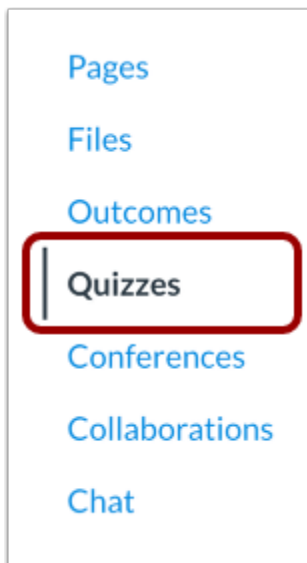 Pages
Files
Outcomes
Quizzes
Conferences
Collaborations
Chat